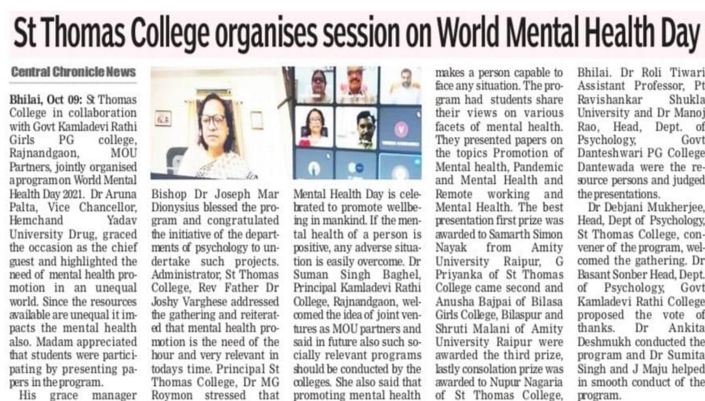 St Thomas College organises session on World Mental Health Day
Central Chronicle News
Bhilai, Oct 09: St Thomas
College in collaboration
with Govt Kamladevi Rathi
Girls PG college,
Rajnandgaon, MOU
Partners, jointly organised
a program on World Mental
Health Day 2021. Dr Aruna
Palta, Vice Chancellor,
Hemchand Yadav
University Drug, graced
the occasion as the chief
guest and highlighted the
need of mental health pro-
motion in an unequal
world. Since the resources
available are unequal it im-
pacts the mental health
also. Madam appreciated
that students were partici-
pating by presenting pa-
pers in the program.
His grace manager
Bishop Dr Joseph Mar
Dionysius blessed the pro-
gram and congratulated
the initiative of the depart-
ments of psychology to un-
dertake such projects.
Administrator, St Thomas
College, Rev Father Dr
Joshy Varghese addressed
the gathering and reiterat-
ed that mental health pro-
motion is the need of the
hour and very relevant in
todays time. Principal St
Thomas College, Dr MG
Roymon stressed that
Mental Health Day is cele-
brated to promote wellbe-
ing in mankind. If the men-
tal health of a person is
positive, any adverse situa-
tion is easily overcome. Dr
Suman Singh Baghel,
Principal Kamladevi Rathi
College, Rajnandgaon, wel-
comed the idea of joint ven-
tures as MOU partners and
said in future also such so-
cially relevant programs
should be conducted by the
colleges. She also said that
promoting mental health
makes a person capable to
face any situation. The pro-
gram had students share
their views on various
facets of mental health.
They presented papers on
the topics Promotion of
Mental health, Pandemic
and Mental Health and
Remote working and
Mental Health. The best
presentation first prize was
awarded to Samarth Simon
Nayak from Amity
University Raipur, G
Priyanka of St Thomas
College came second and
Anusha Bajpai of Bilasa
Girls College, Bilaspur and
Shruti Malani of Amity
University Raipur were
awarded the third prize,
lastly consolation prize was
awarded to Nupur Nagaria
of St Thomas College,
Bhilai. Dr Roli Tiwari
Assistant Professor, Pt
Ravishankar Shukla
University and Dr Manoj
Rao, Head, Dept. of
Psychology, Govt
Danteshwari PG College
Dantewada were the re-
source persons and judged
the presentations.
Dr Debjani Mukherjee,
Head, Dept of Psychology,
St Thomas College, con-
vener of the program, wel-
comed the gathering. Dr
Basant Sonber Head, Dept.
of Psychology, Govt
Kamladevi Rathi College
proposed the vote of
thanks. Dr Ankita
Deshmukh conducted the
program and Dr Sumita
Singh and J Maju helped
in smooth conduct of the
program.